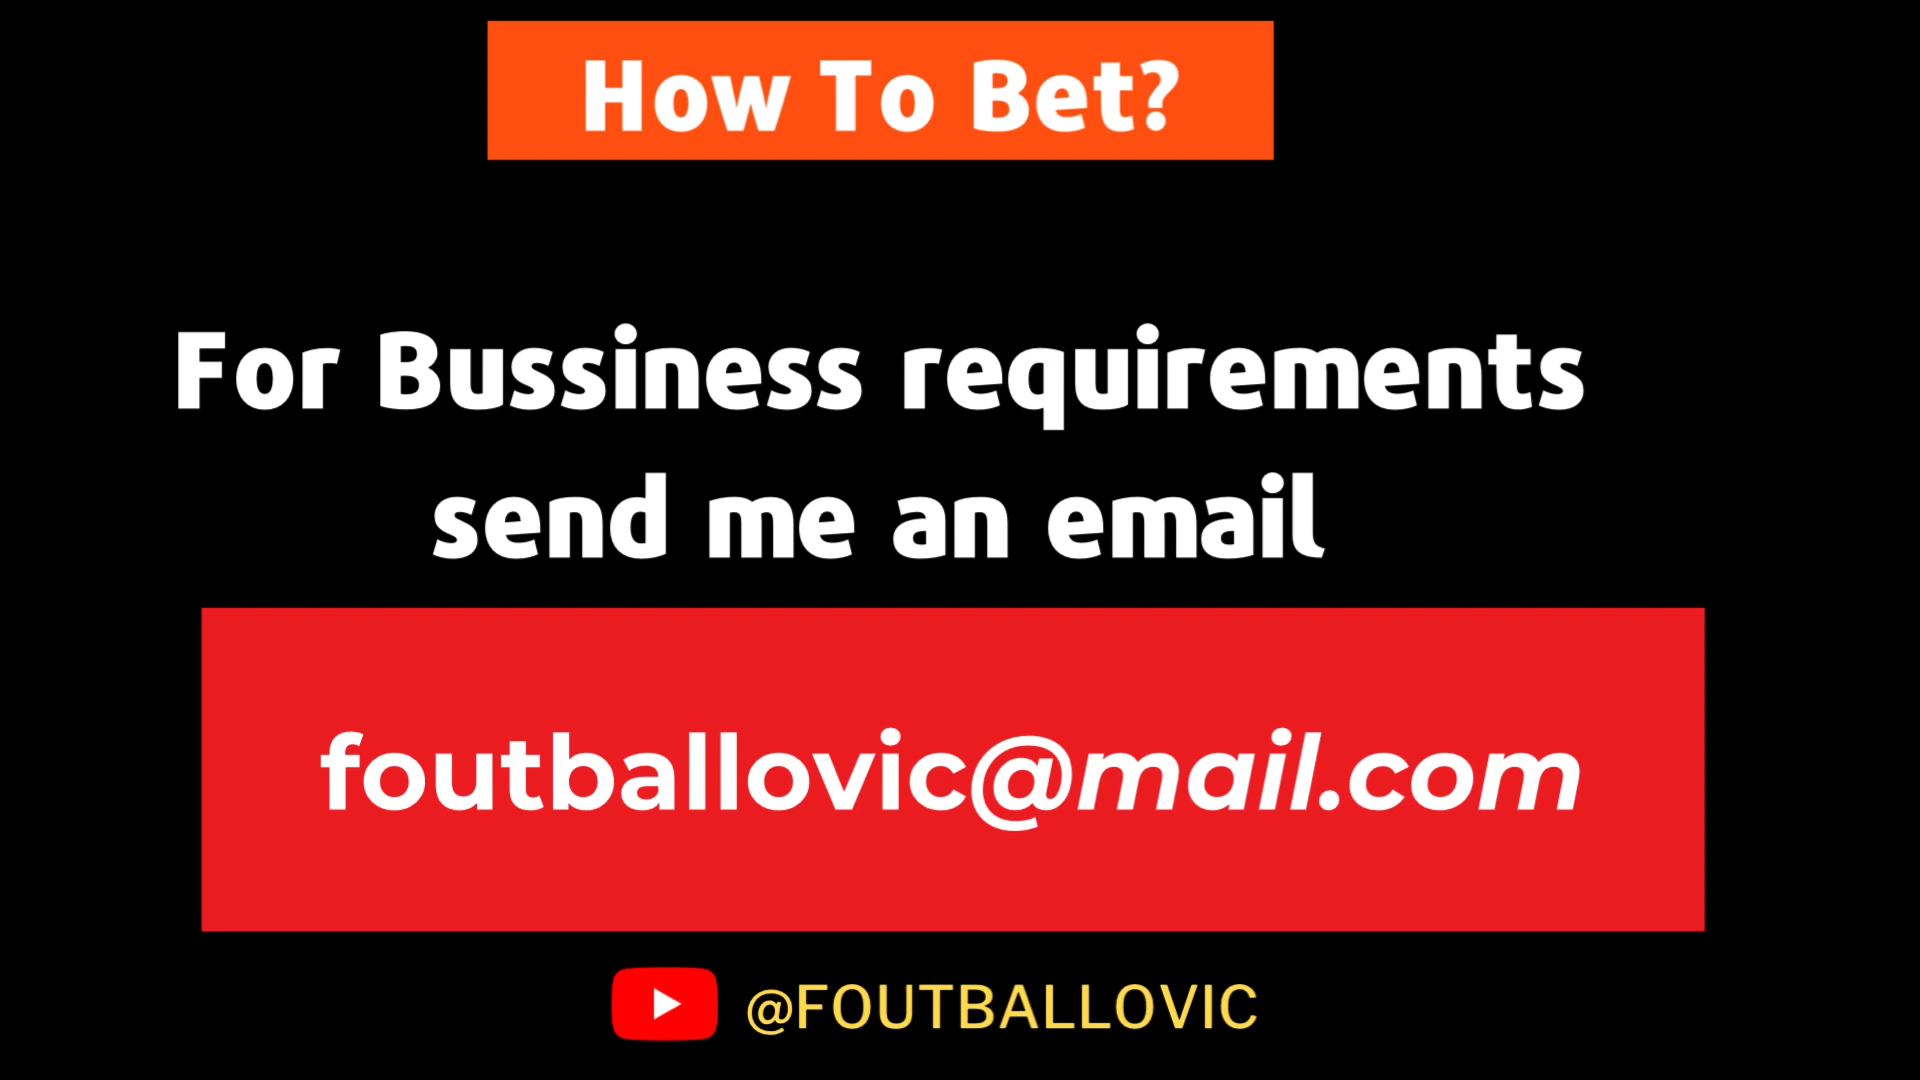 How To Bet?
For Bussiness requirements
send me an email
foutballovic@mail.com
@FOUTBALLOVIC